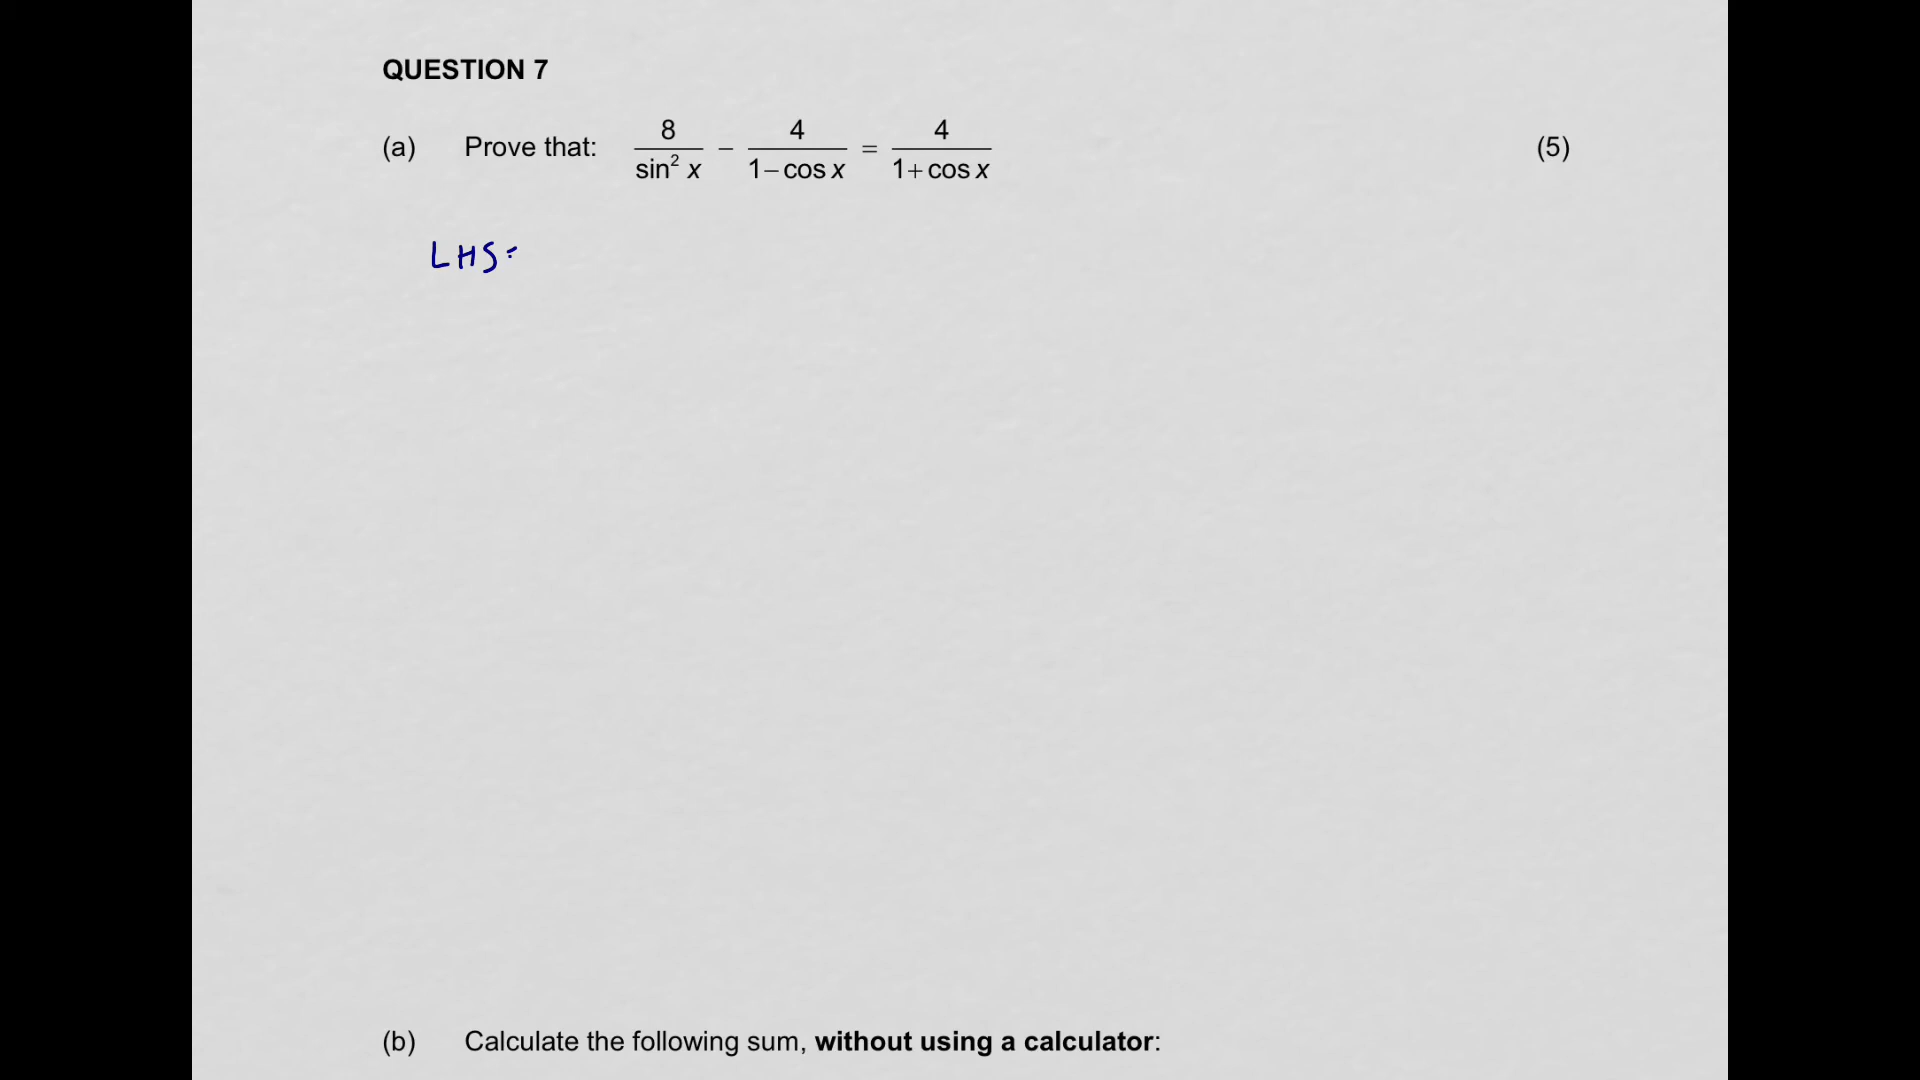 QUESTION 7
(a) Prove that: 8/sin² x − 4/(1 − cos x) = 4/(1 + cos x) (5)
LHS =
(b) Calculate the following sum, without using a calculator: